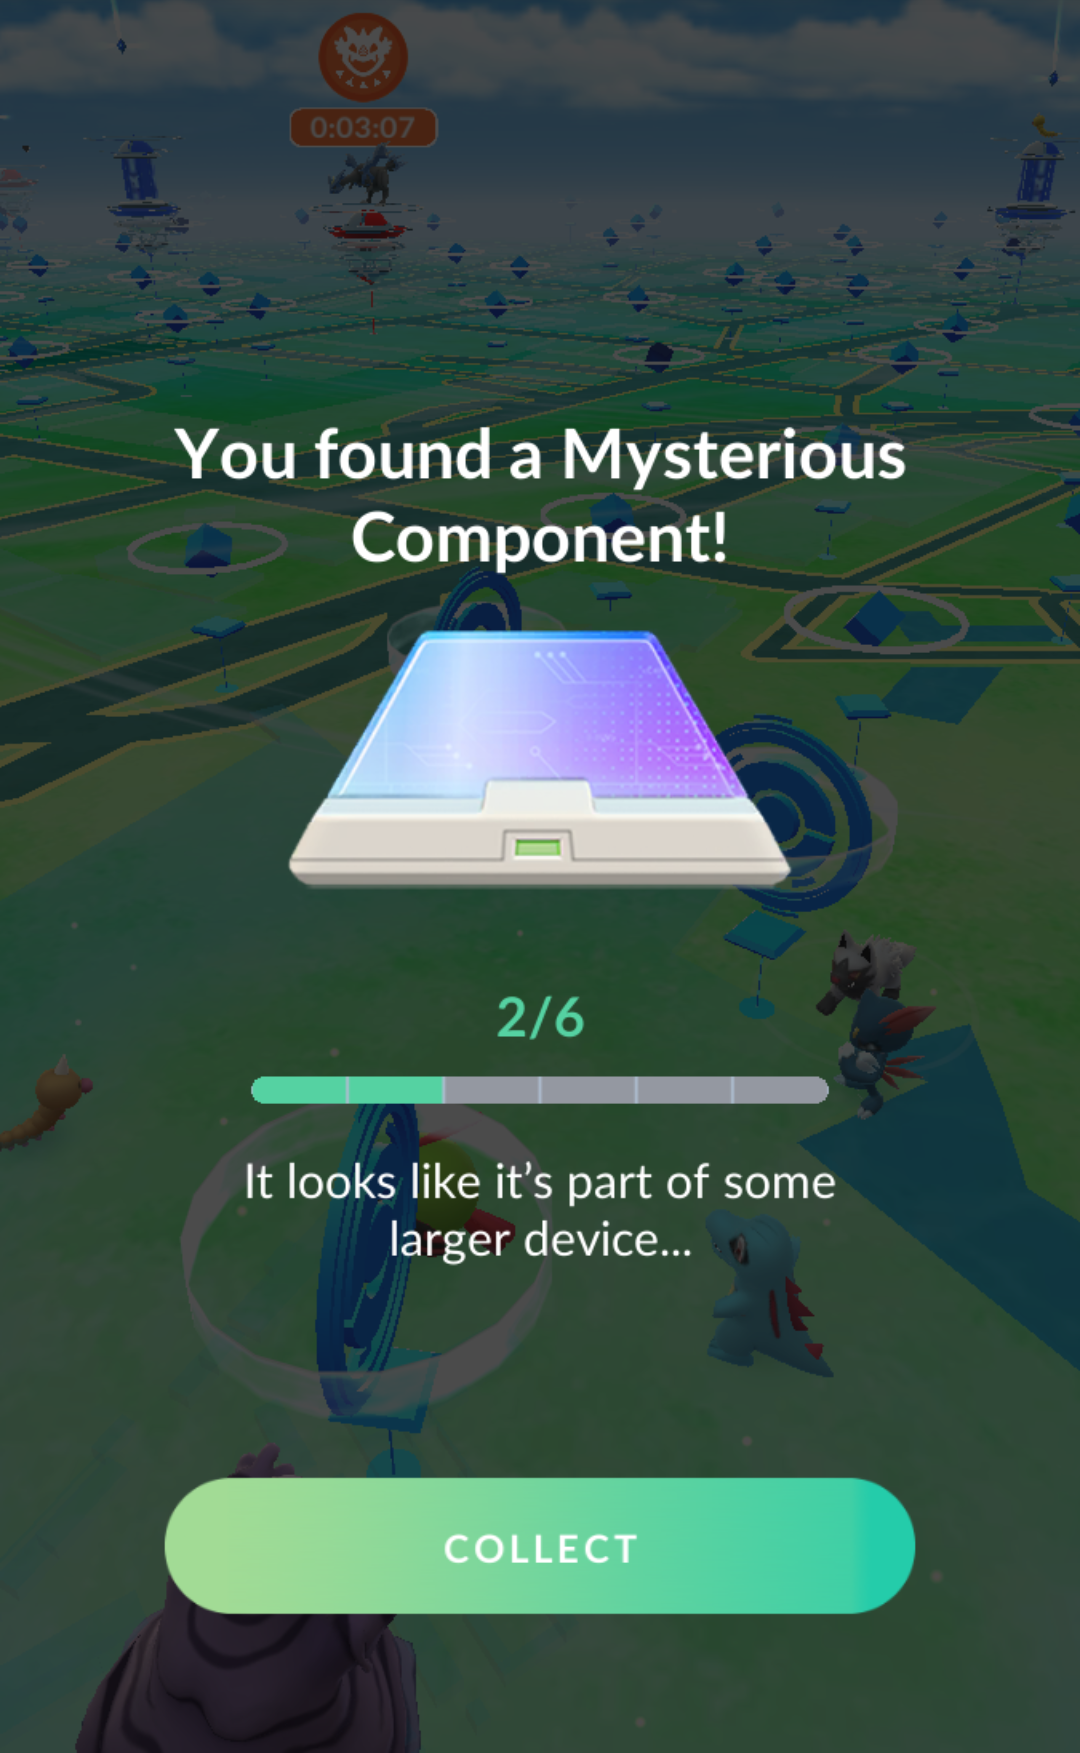 0:03:07
You found a Mysterious
Component!
2/6
It looks like it’s part of some
larger device...
COLLECT